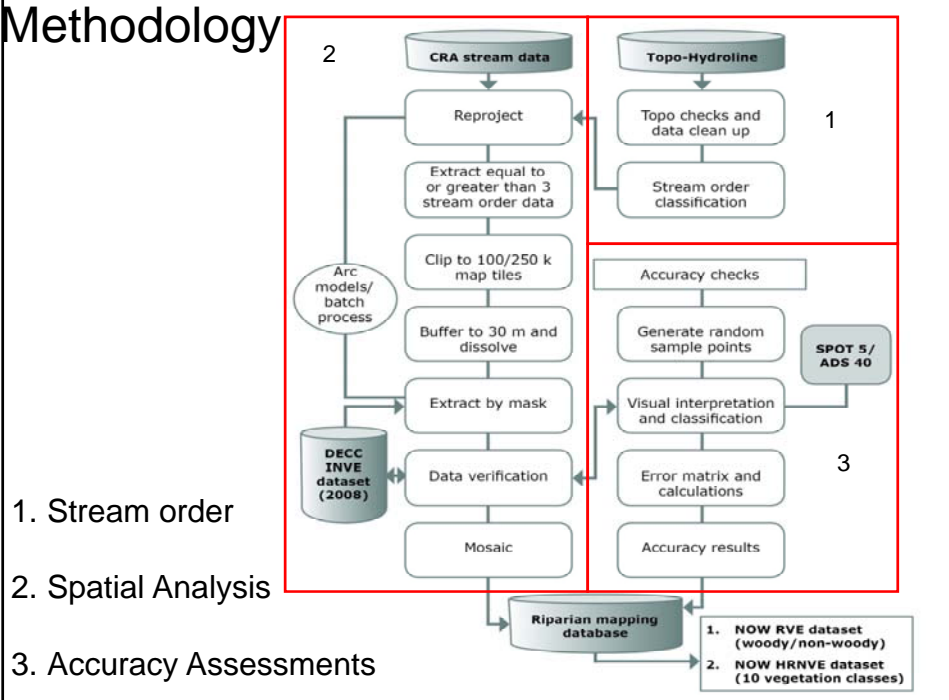 Methodology
2
CRA stream data
Reproject
Extract equal to
or greater than 3
stream order data
Clip to 100/250 k
map tiles
Arc
models/
batch
process
Buffer to 30 m and
dissolve
Extract by mask
DECC
INVE
dataset
(2008)
Data verification
Mosaic
Topo-Hydroline
1
Topo checks and
data clean up
Stream order
classification
Accuracy checks
Generate random
sample points
SPOT 5/
ADS 40
Visual interpretation
and classification
3
Error matrix and
calculations
Accuracy results
Riparian mapping
database
1. NOW RVE dataset
(woody/non-woody)
2. NOW HRNVE dataset
(10 vegetation classes)
1. Stream order
2. Spatial Analysis
3. Accuracy Assessments